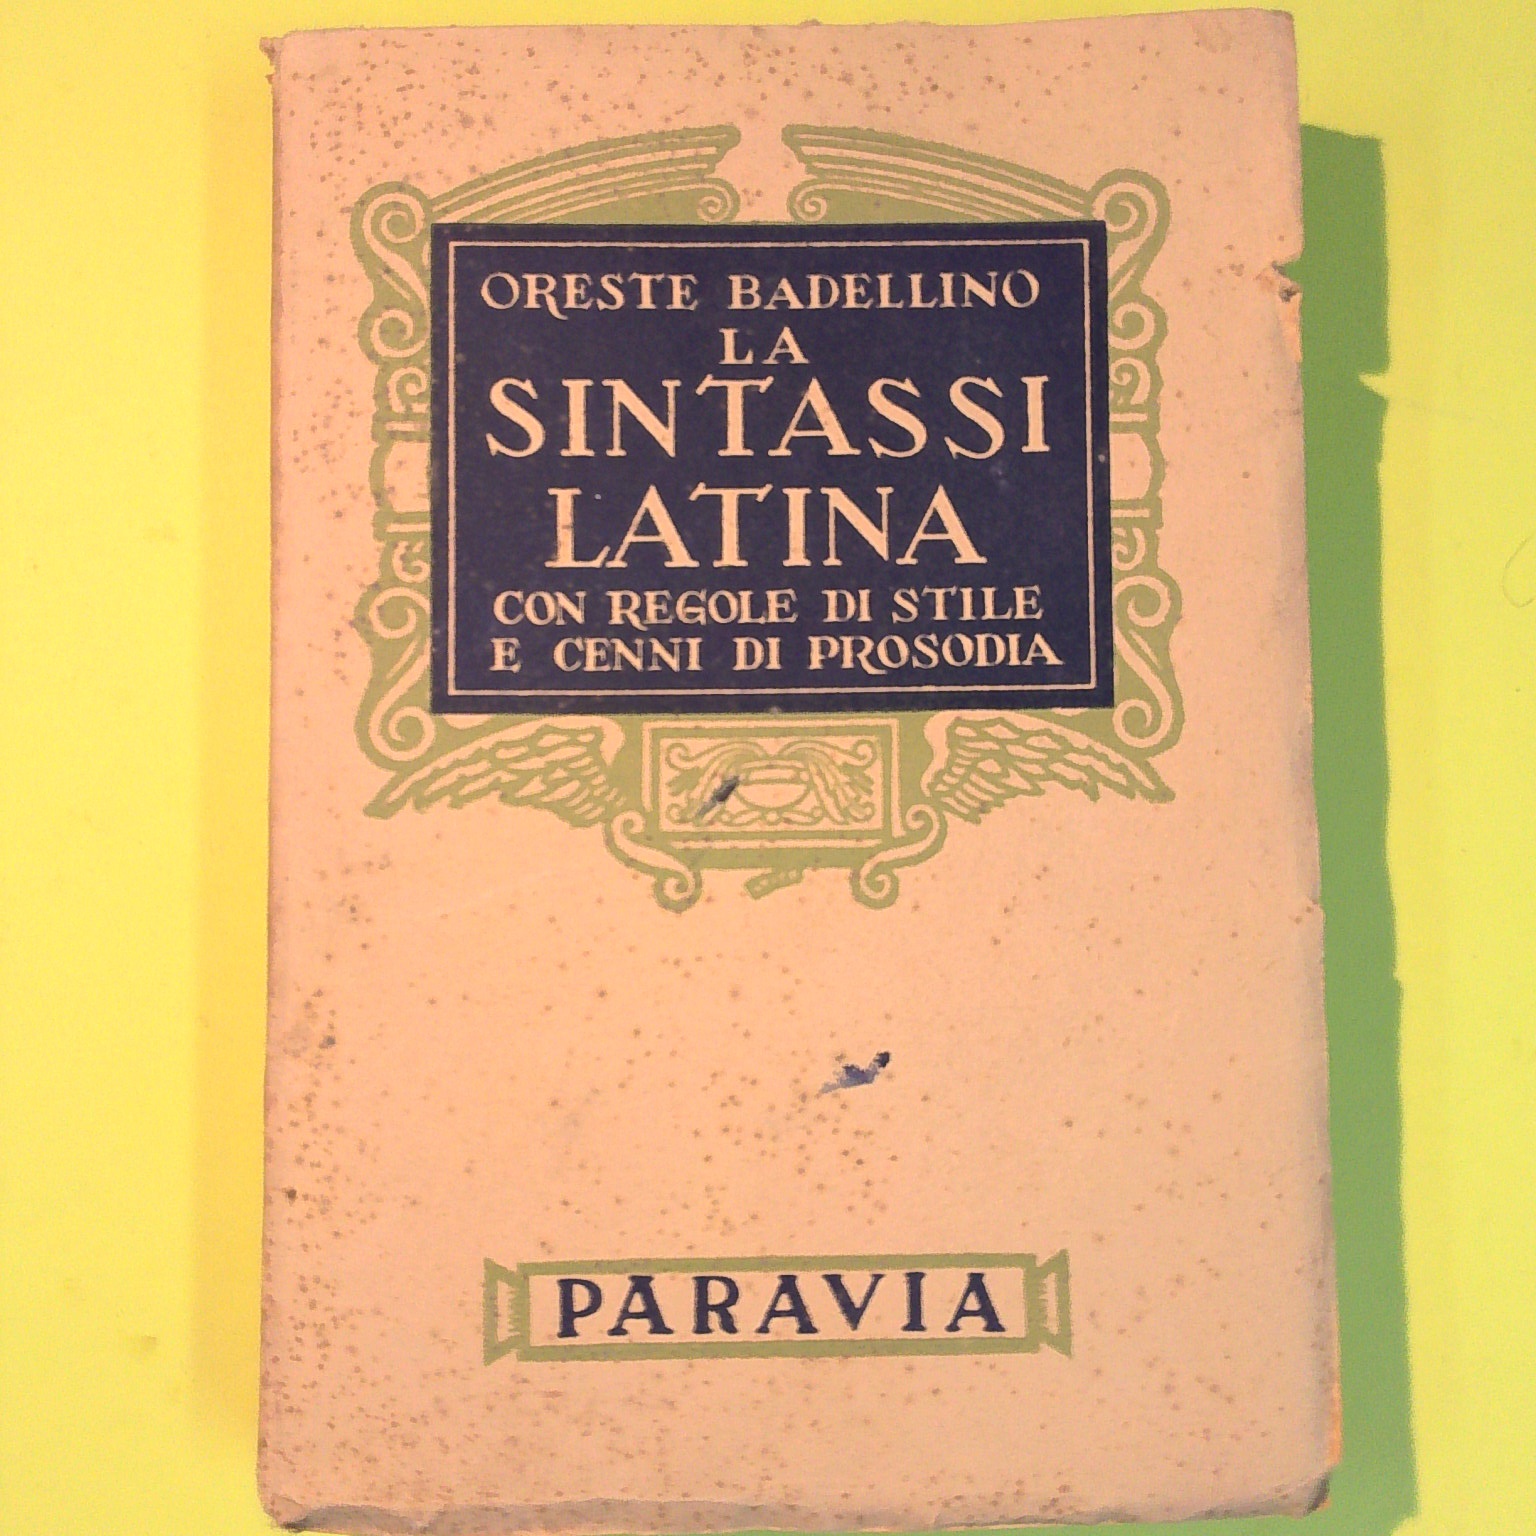 ORESTE BADELLINO
LA
SINTASSI
LATINA
CON REGOLE DI STILE
E CENNI DI PROSODIA
PARAVIA